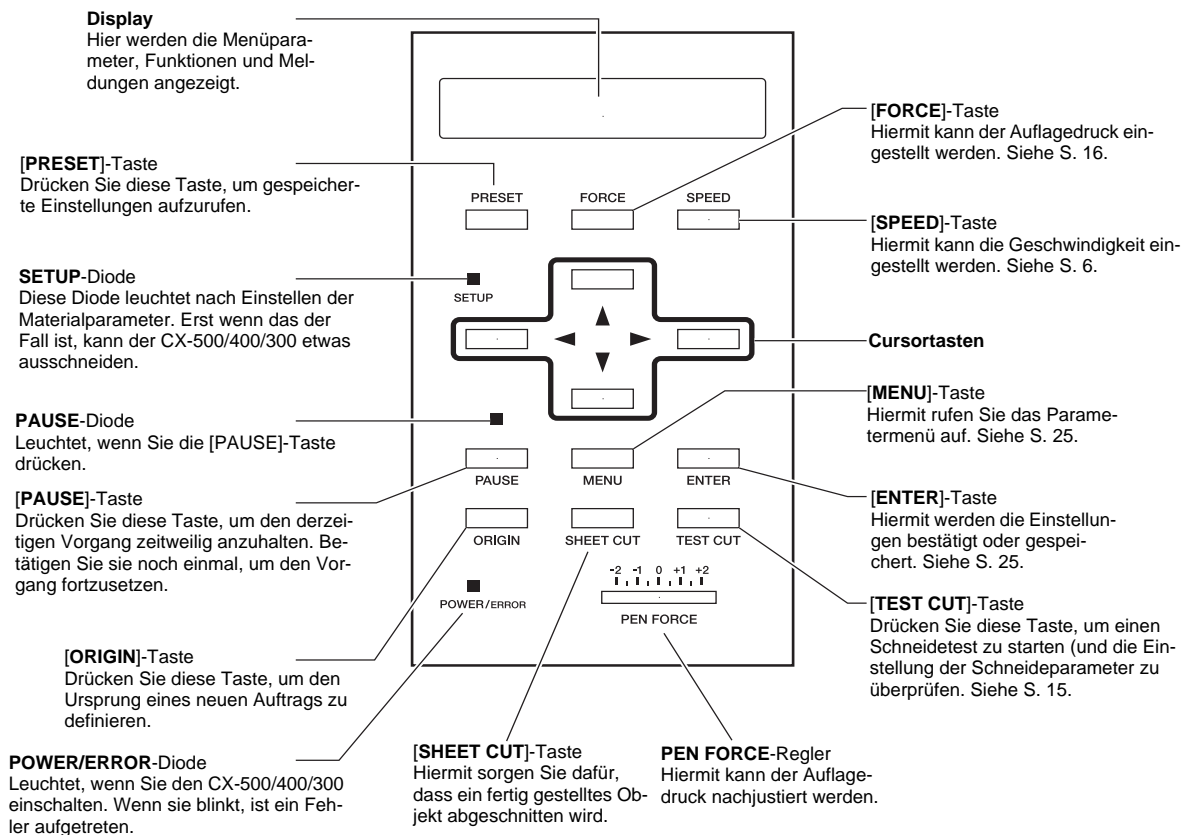 Display
Hier werden die Menüpara-
meter, Funktionen und Mel-
dungen angezeigt.
[PRESET]-Taste
Drücken Sie diese Taste, um gespeicher-
te Einstellungen aufzurufen.
SETUP-Diode
Diese Diode leuchtet nach Einstellen der
Materialparameter. Erst wenn das der
Fall ist, kann der CX-500/400/300 etwas
ausschneiden.
PAUSE-Diode
Leuchtet, wenn Sie die [PAUSE]-Taste
drücken.
[PAUSE]-Taste
Drücken Sie diese Taste, um den derzei-
tigen Vorgang zeitweilig anzuhalten. Be-
tätigen Sie sie noch einmal, um den Vor-
gang fortzusetzen.
[ORIGIN]-Taste
Drücken Sie diese Taste, um den
Ursprung eines neuen Auftrags zu
definieren.
POWER/ERROR-Diode
Leuchtet, wenn Sie den CX-500/400/300
einschalten. Wenn sie blinkt, ist ein Feh-
ler aufgetreten.
PRESET FORCE SPEED
SETUP
PAUSE MENU ENTER
ORIGIN SHEET CUT TEST CUT
-2 -1 0 +1 +2
POWER/ERROR
PEN FORCE
[SHEET CUT]-Taste
Hiermit sorgen Sie dafür,
dass ein fertig gestelltes Ob-
jekt abgeschnitten wird.
PEN FORCE-Regler
Hiermit kann der Auflage-
druck nachjustiert werden.
[FORCE]-Taste
Hiermit kann der Auflagedruck ein-
gestellt werden. Siehe S. 16.
[SPEED]-Taste
Hiermit kann die Geschwindigkeit ein-
gestellt werden. Siehe S. 6.
Cursortasten
[MENU]-Taste
Hiermit rufen Sie das Parame-
termenü auf. Siehe S. 25.
[ENTER]-Taste
Hiermit werden die Einstellun-
gen bestätigt oder gespei-
chert. Siehe S. 25.
[TEST CUT]-Taste
Drücken Sie diese Taste, um einen
Schneidetest zu starten (und die Ein-
stellung der Schneideparameter zu
überprüfen. Siehe S. 15.